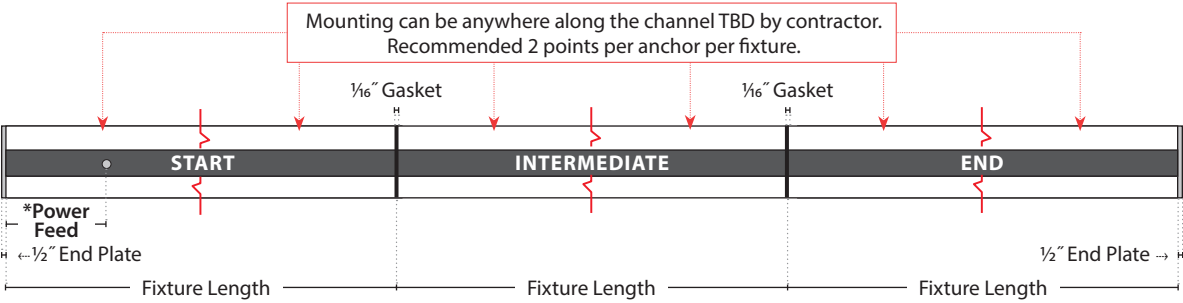 Mounting can be anywhere along the channel TBD by contractor.
Recommended 2 points per anchor per fixture.
1⁄16˝ Gasket
1⁄16˝ Gasket
START
INTERMEDIATE
END
*Power
Feed
½˝ End Plate
½˝ End Plate
Fixture Length
Fixture Length
Fixture Length